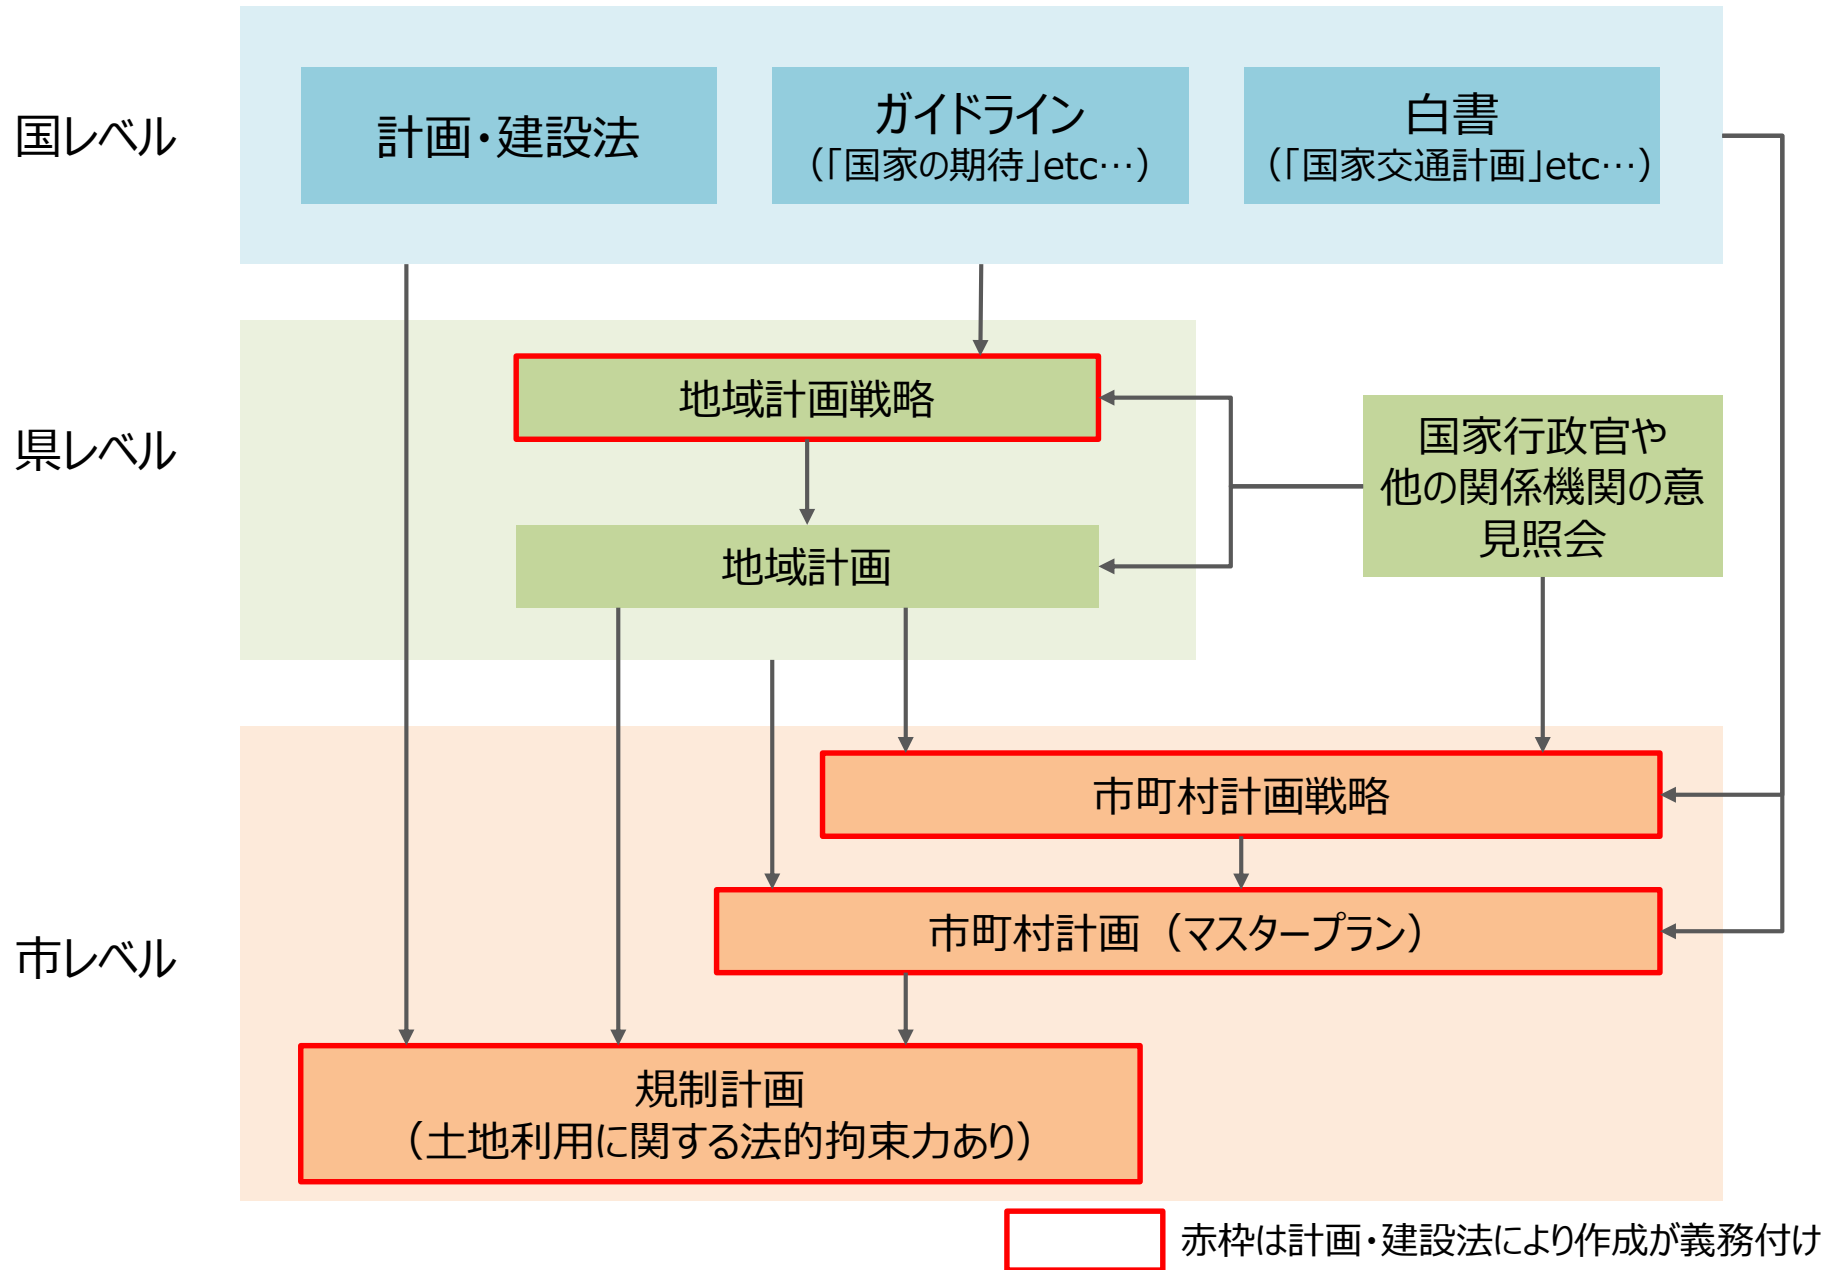 国レベル
計画・建設法
ガイドライン
（「国家の期待」etc…）
白書
（「国家交通計画」etc…）
県レベル
地域計画戦略
地域計画
国家行政官や
他の関係機関の意
見照会
市レベル
市町村計画戦略
市町村計画（マスタープラン）
規制計画
（土地利用に関する法的拘束力あり）
赤枠は計画・建設法により作成が義務付け